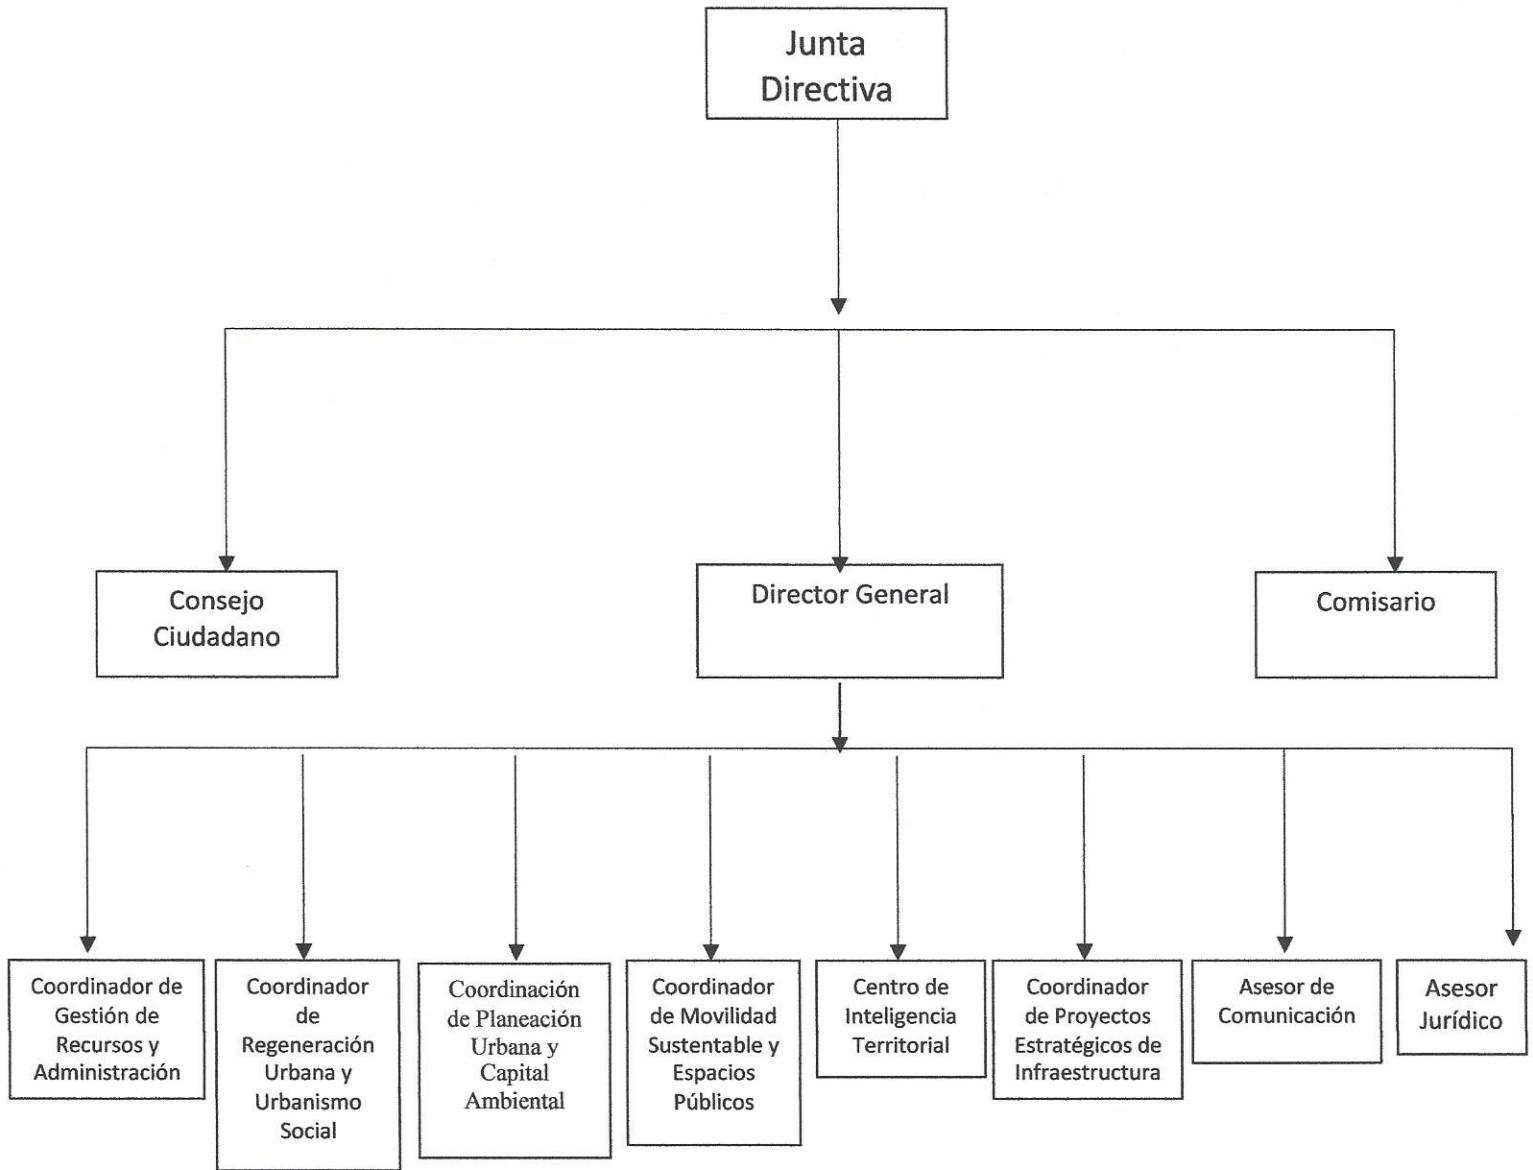 Junta
Directiva
Consejo
Ciudadano
Director General
Comisario
Coordinador de
Gestión de
Recursos y
Administración
Coordinador
de
Regeneración
Urbana y
Urbanismo
Social
Coordinación
de Planeación
Urbana y
Capital
Ambiental
Coordinador
de Movilidad
Sustentable y
Espacios
Públicos
Centro de
Inteligencia
Territorial
Coordinador
de Proyectos
Estratégicos de
Infraestructura
Asesor de
Comunicación
Asesor
Jurídico